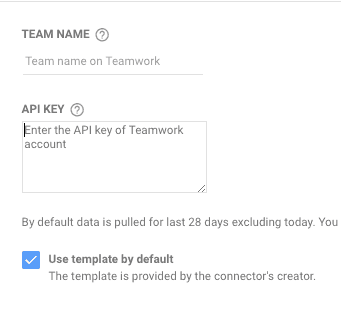 TEAM NAME ?
Team name on Teamwork
API KEY ?
Enter the API key of Teamwork
account
By default data is pulled for last 28 days excluding today. You
Use template by default
The template is provided by the connector's creator.